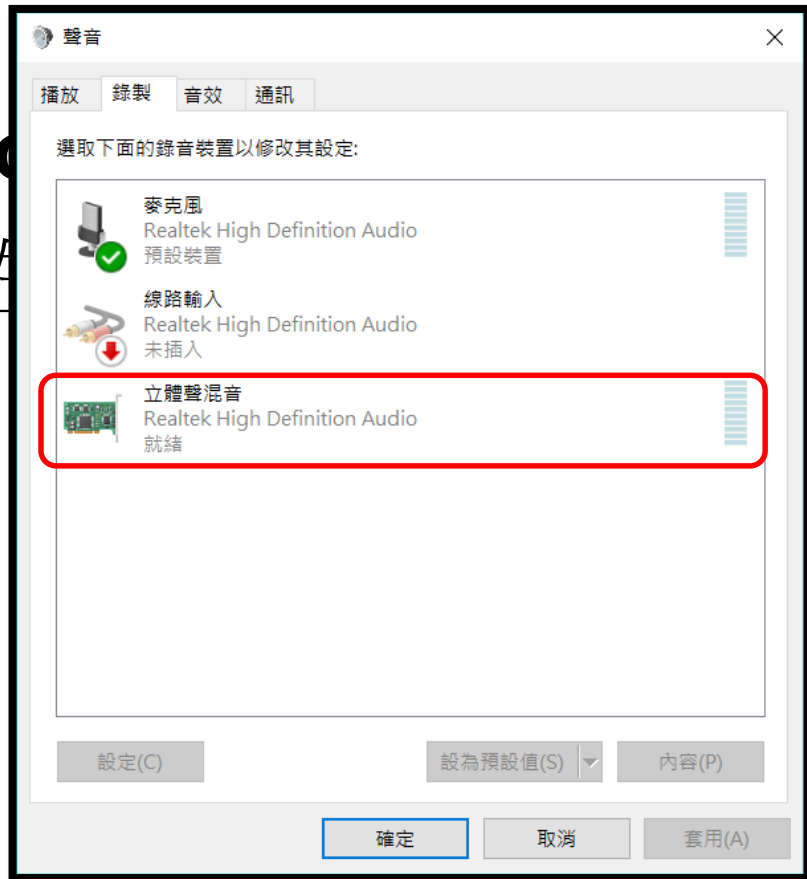 聲音
播放 錄製 音效 通訊
選取下面的錄音裝置以修改其設定:
麥克風
Realtek High Definition Audio
預設裝置
線路輸入
Realtek High Definition Audio
未插入
立體聲混音
Realtek High Definition Audio
就緒
設定(C) 設為預設值(S) 內容(P)
確定 取消 套用(A)